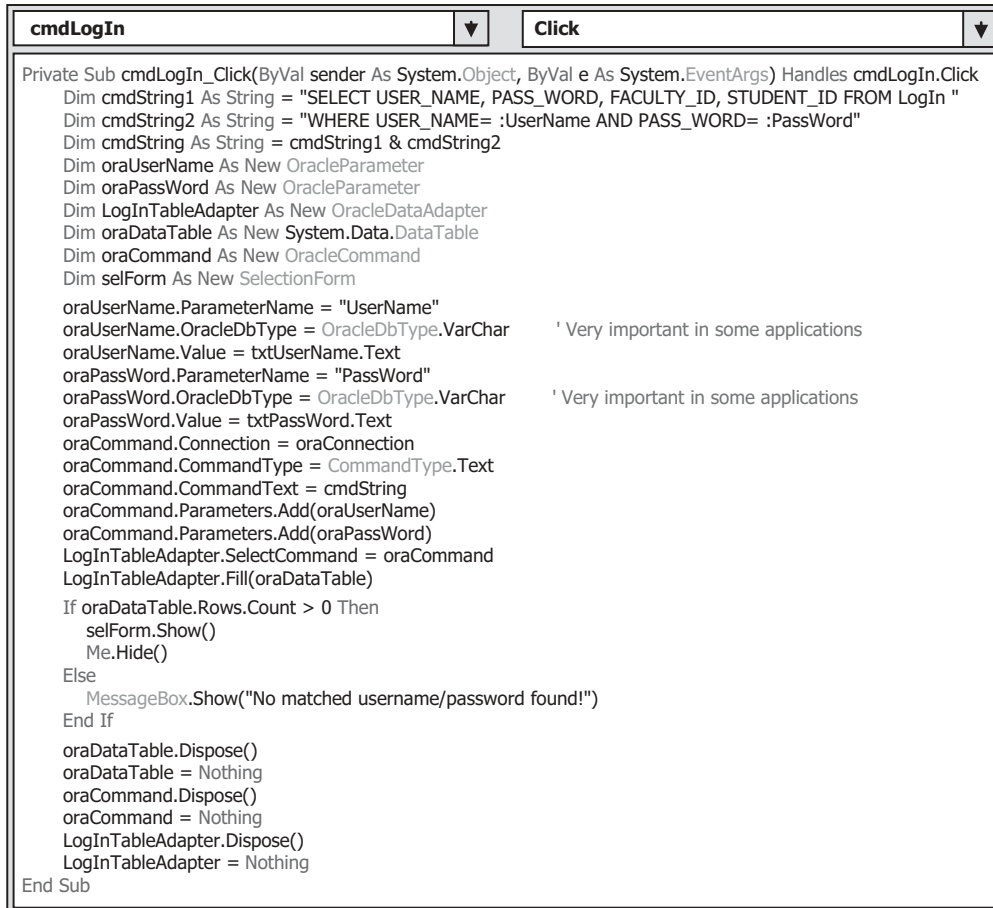 cmdLogIn
Click
Private Sub cmdLogIn_Click(ByVal sender As System.Object, ByVal e As System.EventArgs) Handles cmdLogIn.Click
Dim cmdString1 As String = "SELECT USER_NAME, PASS_WORD, FACULTY_ID, STUDENT_ID FROM LogIn "
Dim cmdString2 As String = "WHERE USER_NAME= :UserName AND PASS_WORD= :PassWord"
Dim cmdString As String = cmdString1 & cmdString2
Dim oraUserName As New OracleParameter
Dim oraPassWord As New OracleParameter
Dim LogInTableAdapter As New OracleDataAdapter
Dim oraDataTable As New System.Data.DataTable
Dim oraCommand As New OracleCommand
Dim selForm As New SelectionForm
oraUserName.ParameterName = "UserName"
oraUserName.OracleDbType = OracleDbType.VarChar ' Very important in some applications
oraUserName.Value = txtUserName.Text
oraPassWord.ParameterName = "PassWord"
oraPassWord.OracleDbType = OracleDbType.VarChar ' Very important in some applications
oraPassWord.Value = txtPassWord.Text
oraCommand.Connection = oraConnection
oraCommand.CommandType = CommandType.Text
oraCommand.CommandText = cmdString
oraCommand.Parameters.Add(oraUserName)
oraCommand.Parameters.Add(oraPassWord)
LogInTableAdapter.SelectCommand = oraCommand
LogInTableAdapter.Fill(oraDataTable)
If oraDataTable.Rows.Count > 0 Then
selForm.Show()
Me.Hide()
Else
MessageBox.Show("No matched username/password found!")
End If
oraDataTable.Dispose()
oraDataTable = Nothing
oraCommand.Dispose()
oraCommand = Nothing
LogInTableAdapter.Dispose()
LogInTableAdapter = Nothing
End Sub